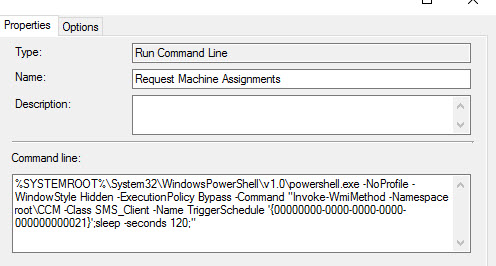 Properties Options
Type: Run Command Line
Name: Request Machine Assignments
Description:
Command line:
%SYSTEMROOT%\System32\WindowsPowerShell\v1.0\powershell.exe -NoProfile -
WindowStyle Hidden -ExecutionPolicy Bypass -Command "Invoke-WmiMethod -Namespace
root\CCM -Class SMS_Client -Name TriggerSchedule '{00000000-0000-0000-0000-
000000000021}';sleep -seconds 120;"